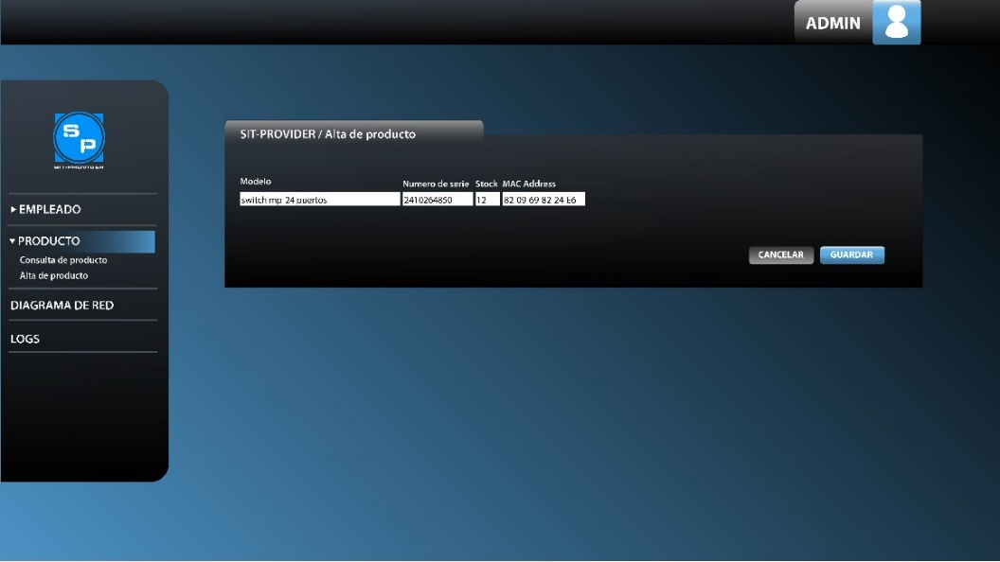 ADMIN
SP
SIT-PROVIDER
EMPLEADO
PRODUCTO
Consulta de producto
Alta de producto
DIAGRAMA DE RED
LOGS
SIT-PROVIDER / Alta de producto
Modelo Numero de serie Stock MAC Address
switch mp 24 puertos 2410264850 12 82 09 69 82 24 E6
CANCELAR GUARDAR